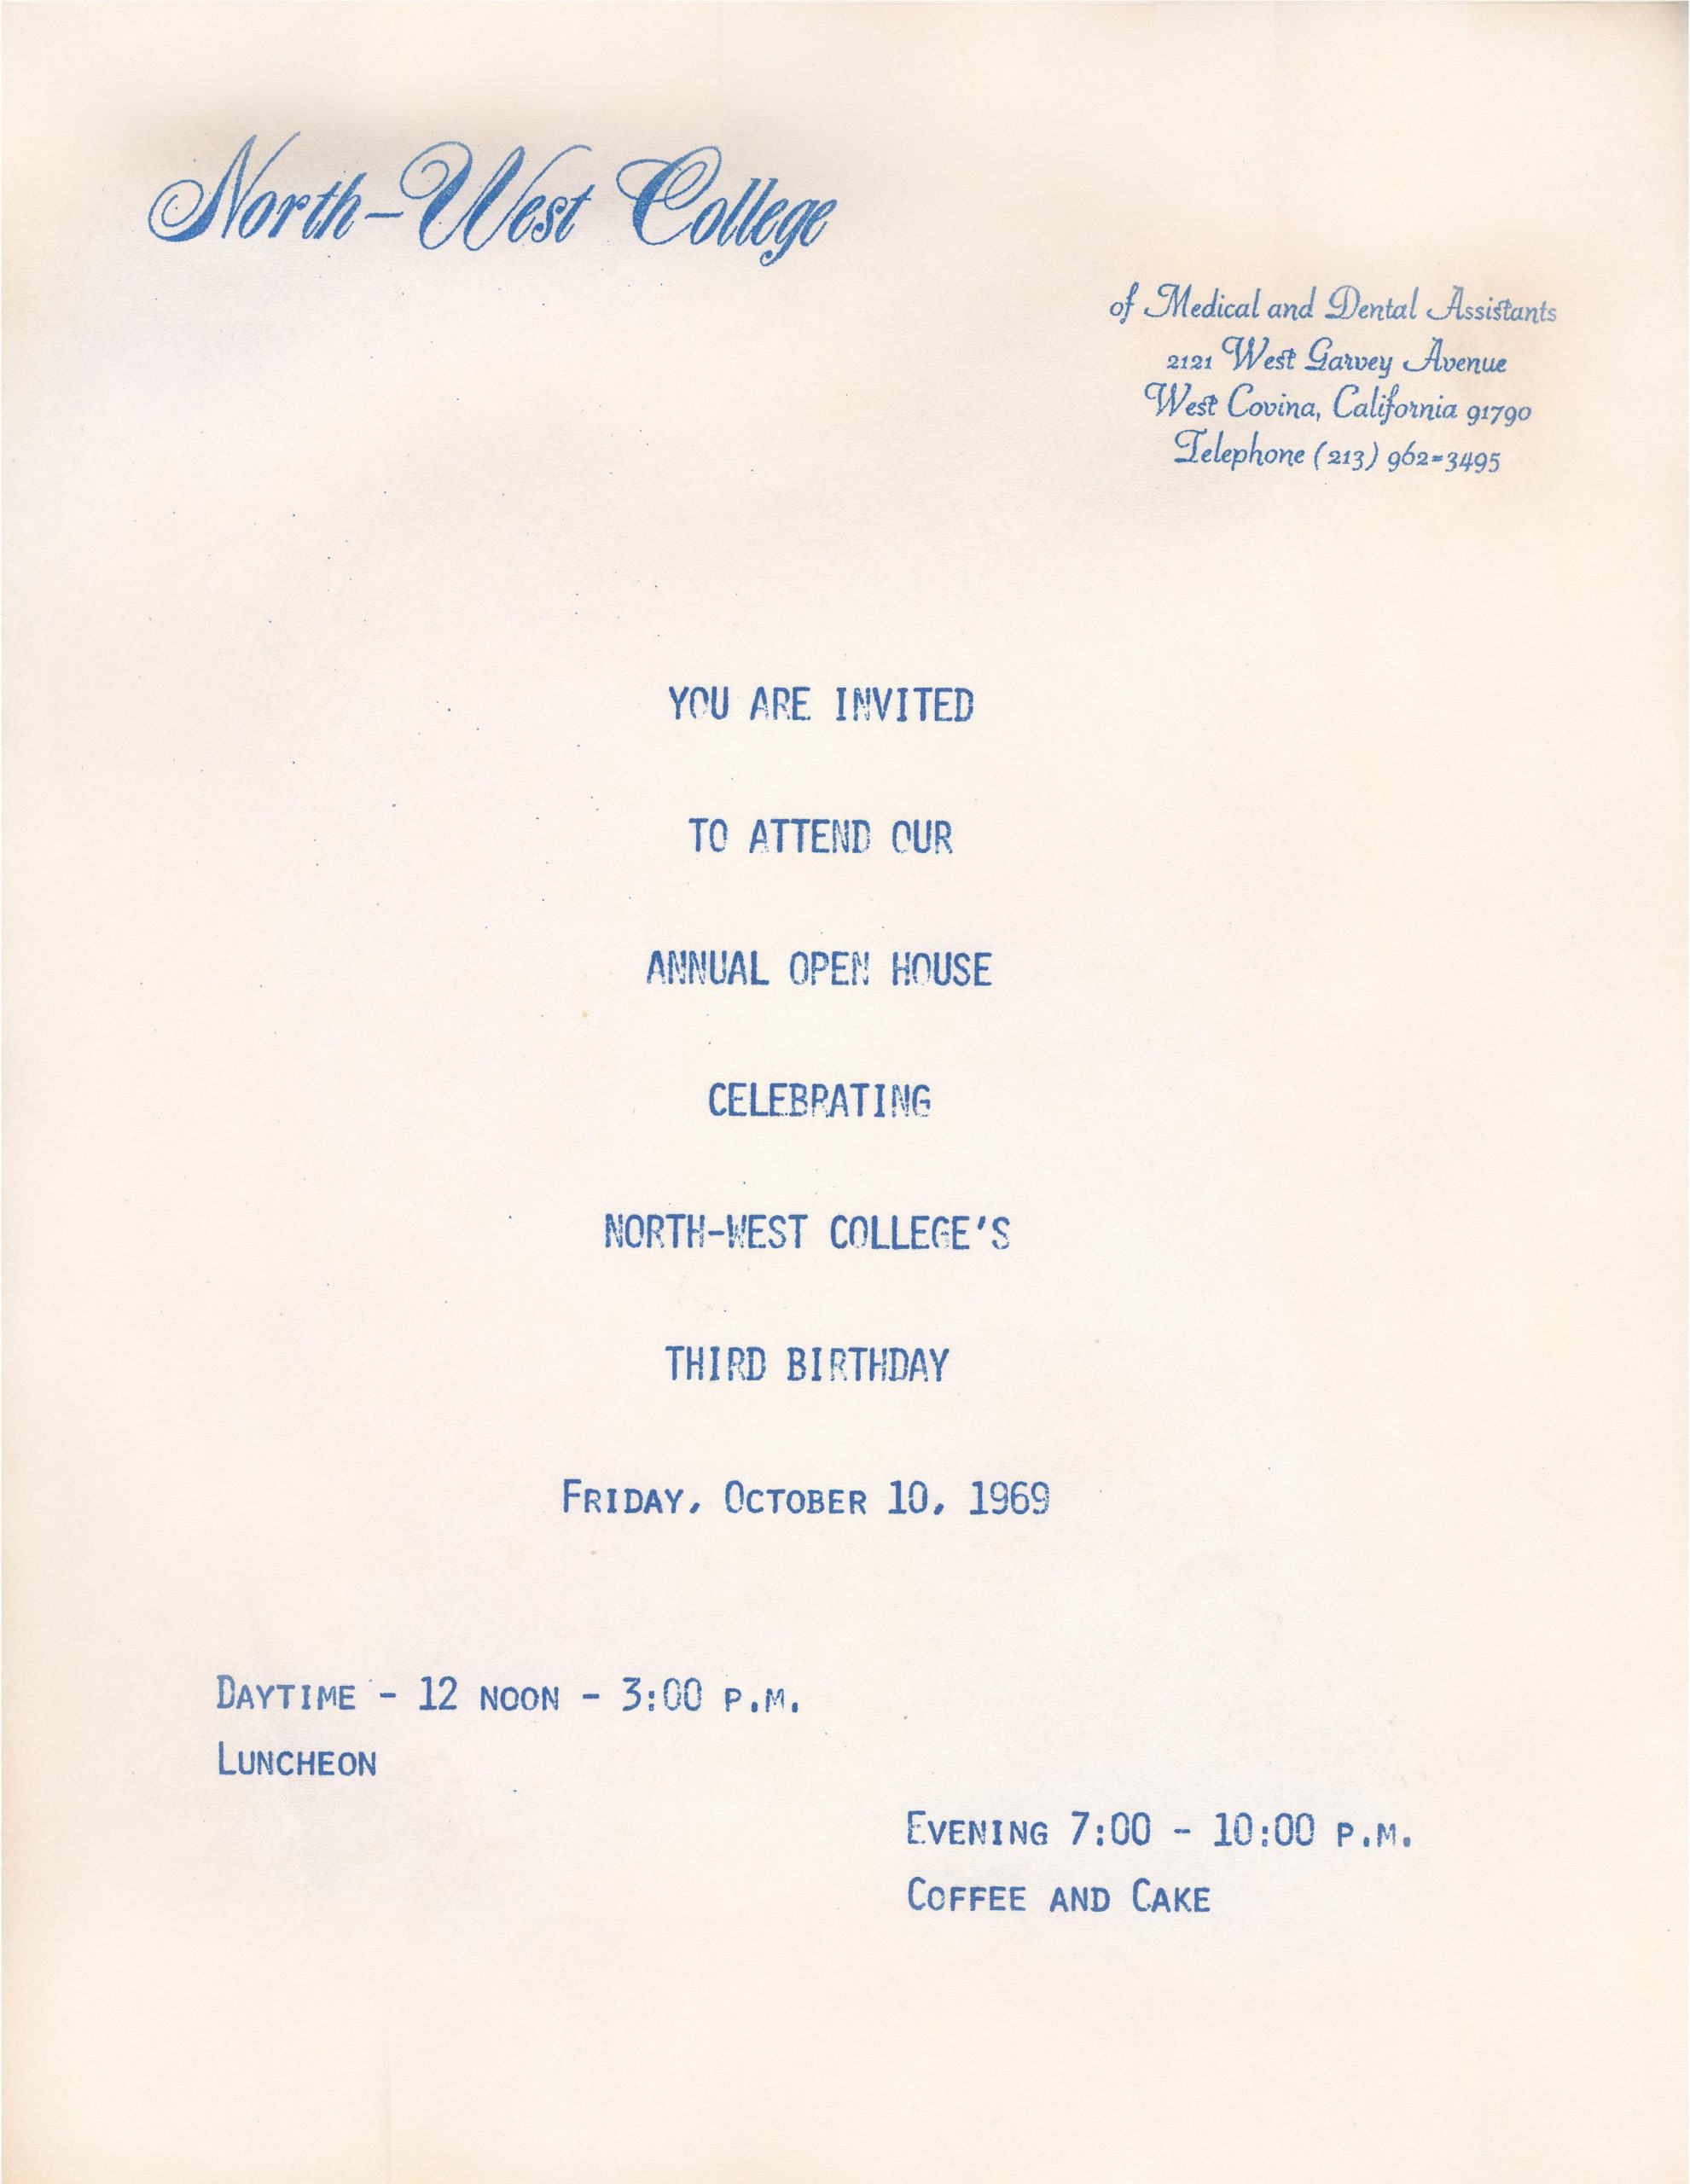 North-West College
of Medical and Dental Assistants
2121 West Garvey Avenue
West Covina, California 91790
Telephone (213) 962-3495
YOU ARE INVITED
TO ATTEND OUR
ANNUAL OPEN HOUSE
CELEBRATING
NORTH-WEST COLLEGE'S
THIRD BIRTHDAY
FRIDAY, OCTOBER 10, 1969
DAYTIME - 12 NOON - 3:00 P.M.
LUNCHEON
EVENING 7:00 - 10:00 P.M.
COFFEE AND CAKE